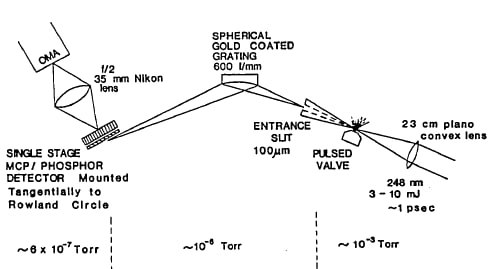 OMA
f/2
35 mm Nikon
lens
SPHERICAL
GOLD COATED
GRATING
600 l/mm
ENTRANCE
SLIT
100μm
PULSED
VALVE
23 cm plano
convex lens
248 nm
3-10 mJ
~1 psec
SINGLE STAGE
MCP/PHOSPHOR
DETECTOR Mounted
Tangentially to
Rowland Circle
~6 x 10⁻⁷ Torr
~10⁻⁶ Torr
~10⁻³ Torr